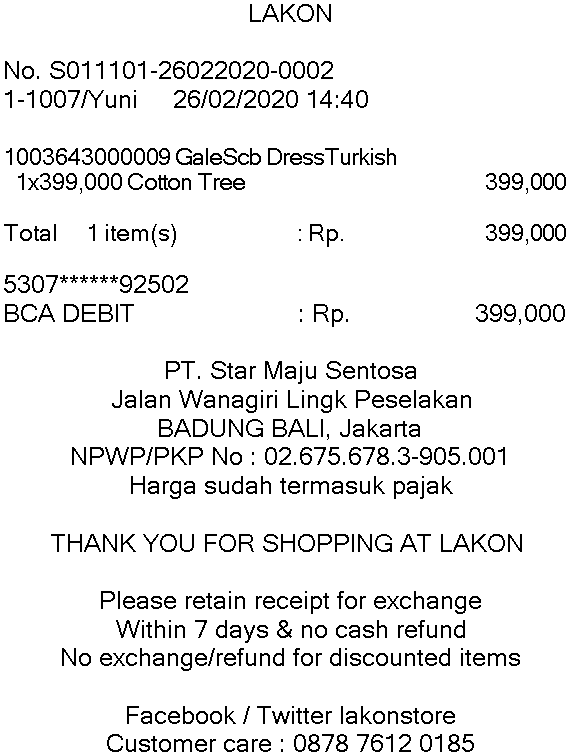 LAKON
No. S011101-26022020-0002
1-1007/Yuni 26/02/2020 14:40
1003643000009 GaleScb DressTurkish
1x399,000 Cotton Tree 399,000
Total 1 item(s) : Rp. 399,000
5307******92502
BCA DEBIT : Rp. 399,000
PT. Star Maju Sentosa
Jalan Wanagiri Lingk Peselakan
BADUNG BALI, Jakarta
NPWP/PKP No : 02.675.678.3-905.001
Harga sudah termasuk pajak
THANK YOU FOR SHOPPING AT LAKON
Please retain receipt for exchange
Within 7 days & no cash refund
No exchange/refund for discounted items
Facebook / Twitter lakonstore
Customer care : 0878 7612 0185